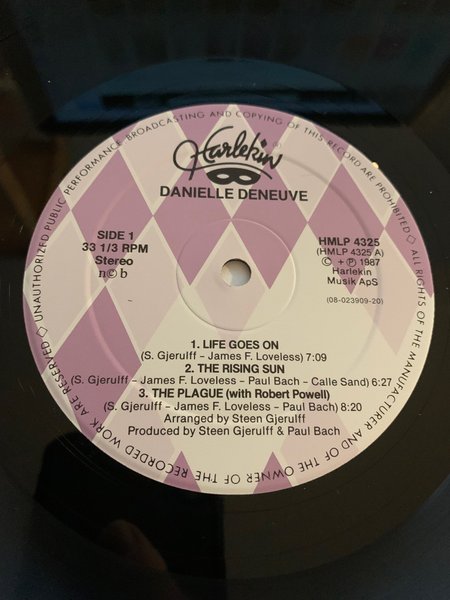 UNAUTHORIZED PUBLIC PERFORMANCE BROADCASTING AND COPYING OF THIS RECORD ARE PROHIBITED ◇ ALL RIGHTS OF THE MANUFACTURER AND OF THE OWNER OF THE RECORDED WORK ARE RESERVED ◇
Harlekin
DANIELLE DENEUVE
SIDE 1
33 1/3 RPM
Stereo
n©b
HMLP 4325
(HMLP 4325 A)
© + ℗ 1987
Harlekin
Musik ApS
(08-023909-20)
1. LIFE GOES ON
(S. Gjerulff – James F. Loveless) 7:09
2. THE RISING SUN
(S. Gjerulff – James F. Loveless – Paul Bach – Calle Sand) 6:27
3. THE PLAGUE (with Robert Powell)
(S. Gjerulff – James F. Loveless – Paul Bach) 8:20
Arranged by Steen Gjerulff
Produced by Steen Gjerulff & Paul Bach